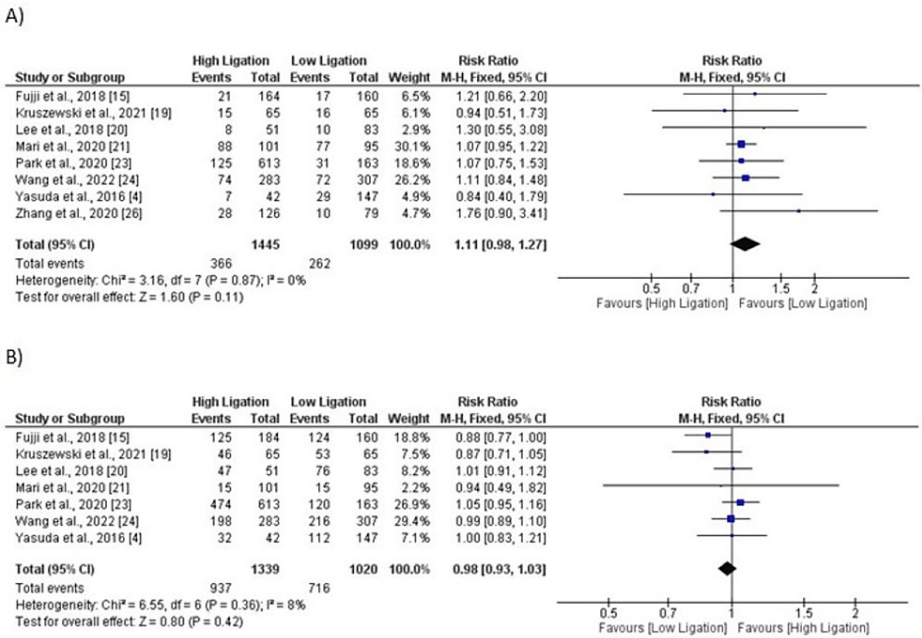 A)
High Ligation Low Ligation Risk Ratio Risk Ratio
Study or Subgroup Events Total Events Total Weight M-H, Fixed, 95% CI M-H, Fixed, 95% CI
Fujji et al., 2018 [15] 21 164 17 160 6.5% 1.21 [0.66, 2.20]
Kruszewski et al., 2021 [19] 15 65 16 65 6.1% 0.94 [0.51, 1.73]
Lee et al., 2018 [20] 8 51 10 83 2.9% 1.30 [0.55, 3.08]
Mari et al., 2020 [21] 88 101 77 95 30.1% 1.07 [0.95, 1.22]
Park et al., 2020 [23] 125 613 31 163 18.6% 1.07 [0.75, 1.53]
Wang et al., 2022 [24] 74 283 72 307 26.2% 1.11 [0.84, 1.48]
Yasuda et al., 2016 [4] 7 42 29 147 4.9% 0.84 [0.40, 1.79]
Zhang et al., 2020 [26] 28 126 10 79 4.7% 1.76 [0.90, 3.41]
Total (95% CI) 1445 1099 100.0% 1.11 [0.98, 1.27]
Total events 366 262
Heterogeneity: Chi² = 3.16, df = 7 (P = 0.87); I² = 0%
Test for overall effect: Z = 1.60 (P = 0.11)
0.5 0.7 1 1.5 2
Favours [High Ligation] Favours [Low Ligation]
B)
High Ligation Low Ligation Risk Ratio Risk Ratio
Study or Subgroup Events Total Events Total Weight M-H, Fixed, 95% CI M-H, Fixed, 95% CI
Fujji et al., 2018 [15] 125 184 124 160 18.8% 0.88 [0.77, 1.00]
Kruszewski et al., 2021 [19] 46 65 53 65 7.5% 0.87 [0.71, 1.05]
Lee et al., 2018 [20] 47 51 76 83 8.2% 1.01 [0.91, 1.12]
Mari et al., 2020 [21] 15 101 15 95 2.2% 0.94 [0.49, 1.82]
Park et al., 2020 [23] 474 613 120 163 26.9% 1.05 [0.95, 1.16]
Wang et al., 2022 [24] 198 283 216 307 29.4% 0.99 [0.89, 1.10]
Yasuda et al., 2016 [4] 32 42 112 147 7.1% 1.00 [0.83, 1.21]
Total (95% CI) 1339 1020 100.0% 0.98 [0.93, 1.03]
Total events 937 716
Heterogeneity: Chi² = 6.55, df = 6 (P = 0.36); I² = 8%
Test for overall effect: Z = 0.80 (P = 0.42)
0.5 0.7 1 1.5 2
Favours [Low Ligation] Favours [High Ligation]